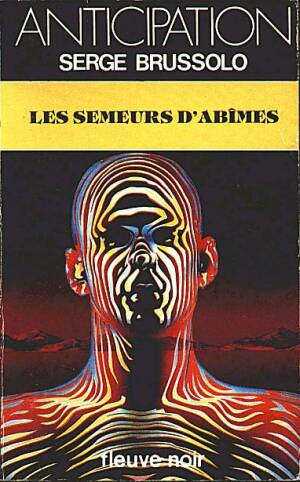 ANTICIPATION
SERGE BRUSSOLO
LES SEMEURS D'ABÎMES
fleuve noir